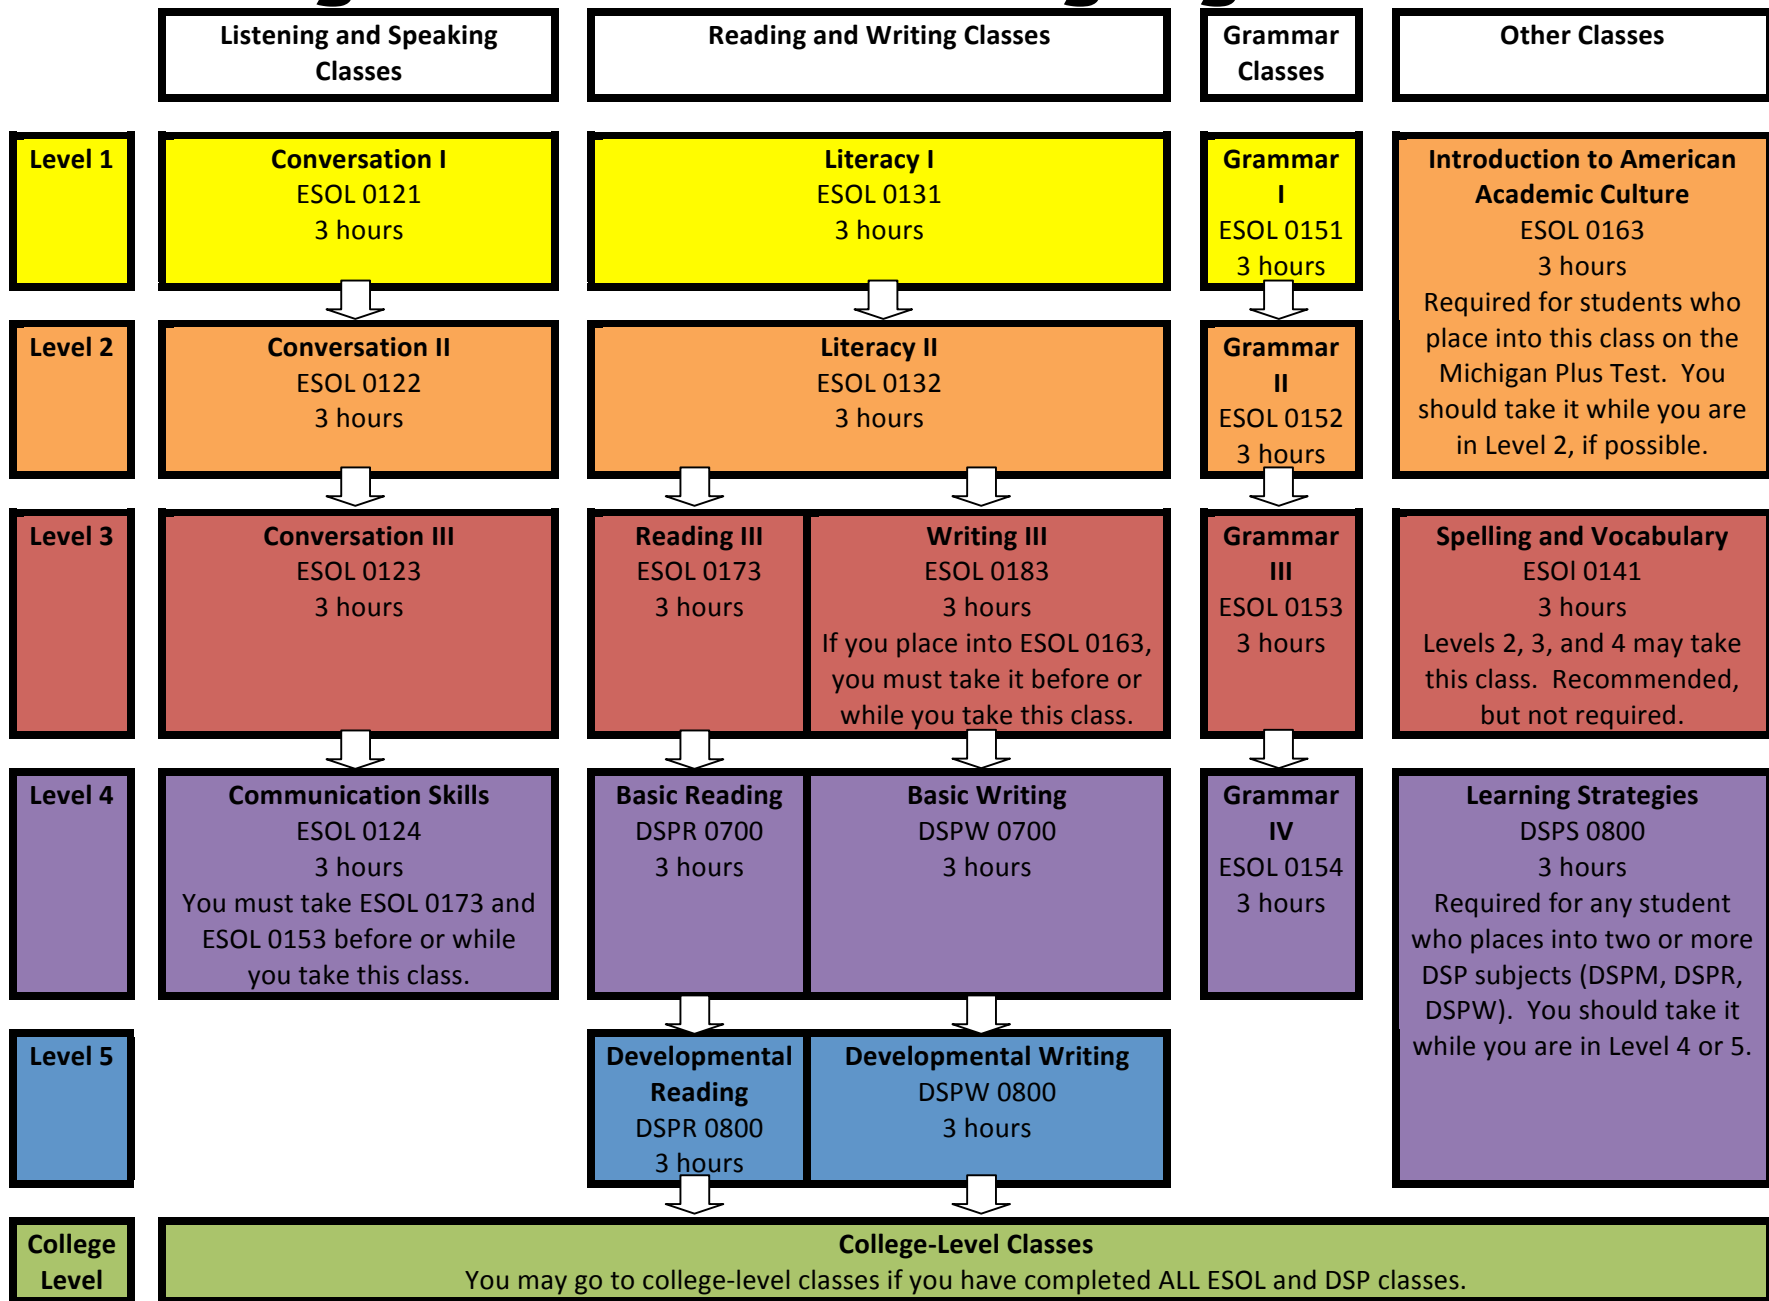 Listening and Speaking
Classes
Reading and Writing Classes
Grammar
Classes
Other Classes
Level 1
Conversation I
ESOL 0121
3 hours
Literacy I
ESOL 0131
3 hours
Grammar
I
ESOL 0151
3 hours
Introduction to American
Academic Culture
ESOL 0163
3 hours
Required for students who
place into this class on the
Michigan Plus Test. You
should take it while you are
in Level 2, if possible.
Level 2
Conversation II
ESOL 0122
3 hours
Literacy II
ESOL 0132
3 hours
Grammar
II
ESOL 0152
3 hours
Level 3
Conversation III
ESOL 0123
3 hours
Reading III
ESOL 0173
3 hours
Writing III
ESOL 0183
3 hours
If you place into ESOL 0163,
you must take it before or
while you take this class.
Grammar
III
ESOL 0153
3 hours
Spelling and Vocabulary
ESOl 0141
3 hours
Levels 2, 3, and 4 may take
this class. Recommended,
but not required.
Level 4
Communication Skills
ESOL 0124
3 hours
You must take ESOL 0173 and
ESOL 0153 before or while
you take this class.
Basic Reading
DSPR 0700
3 hours
Basic Writing
DSPW 0700
3 hours
Grammar
IV
ESOL 0154
3 hours
Learning Strategies
DSPS 0800
3 hours
Required for any student
who places into two or more
DSP subjects (DSPM, DSPR,
DSPW). You should take it
while you are in Level 4 or 5.
Level 5
Developmental
Reading
DSPR 0800
3 hours
Developmental Writing
DSPW 0800
3 hours
College
Level
College-Level Classes
You may go to college-level classes if you have completed ALL ESOL and DSP classes.